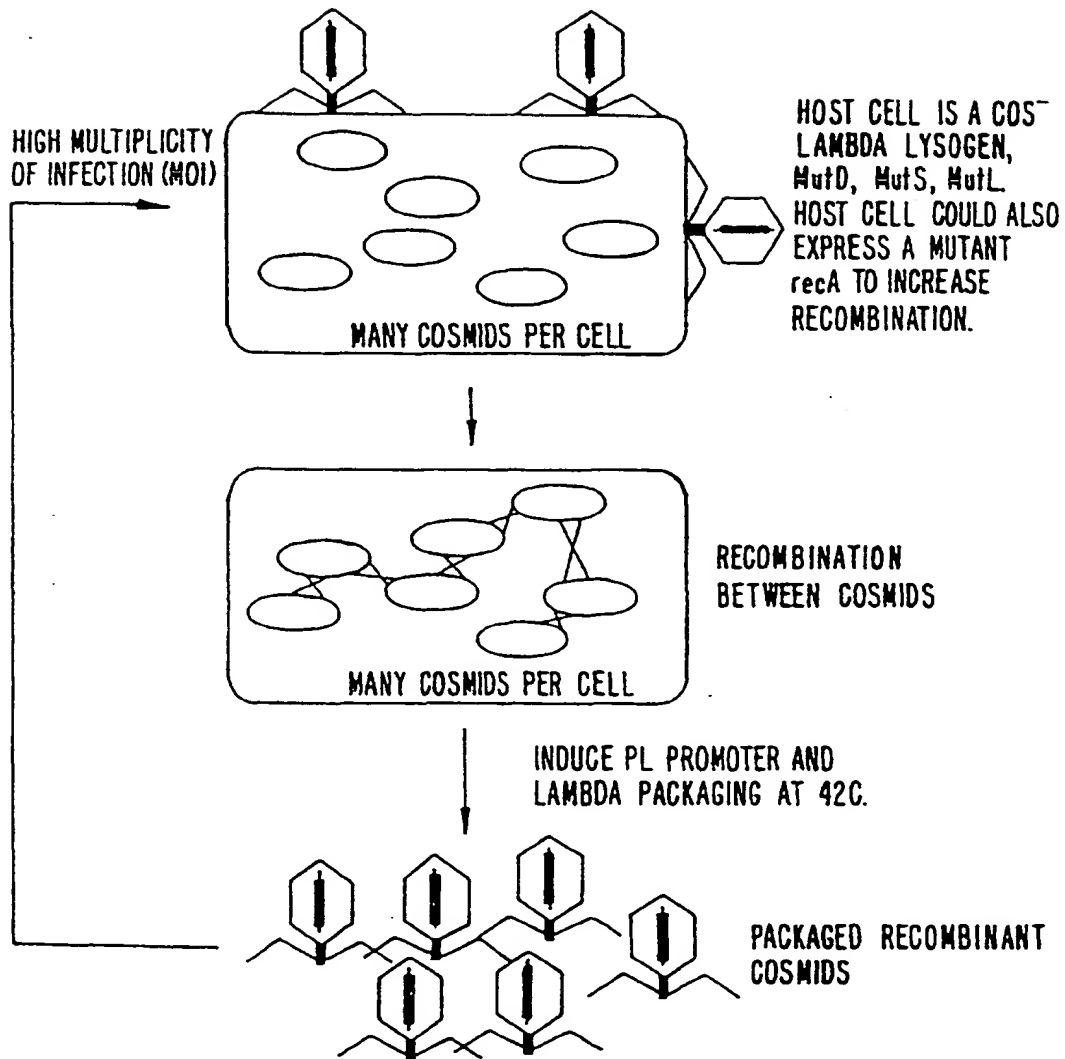 HIGH MULTIPLICITY
OF INFECTION (MOI)
HOST CELL IS A COS⁻
LAMBDA LYSOGEN,
MutD, MutS, MutL.
HOST CELL COULD ALSO
EXPRESS A MUTANT
recA TO INCREASE
RECOMBINATION.
MANY COSMIDS PER CELL
RECOMBINATION
BETWEEN COSMIDS
MANY COSMIDS PER CELL
INDUCE PL PROMOTER AND
LAMBDA PACKAGING AT 42C.
PACKAGED RECOMBINANT
COSMIDS